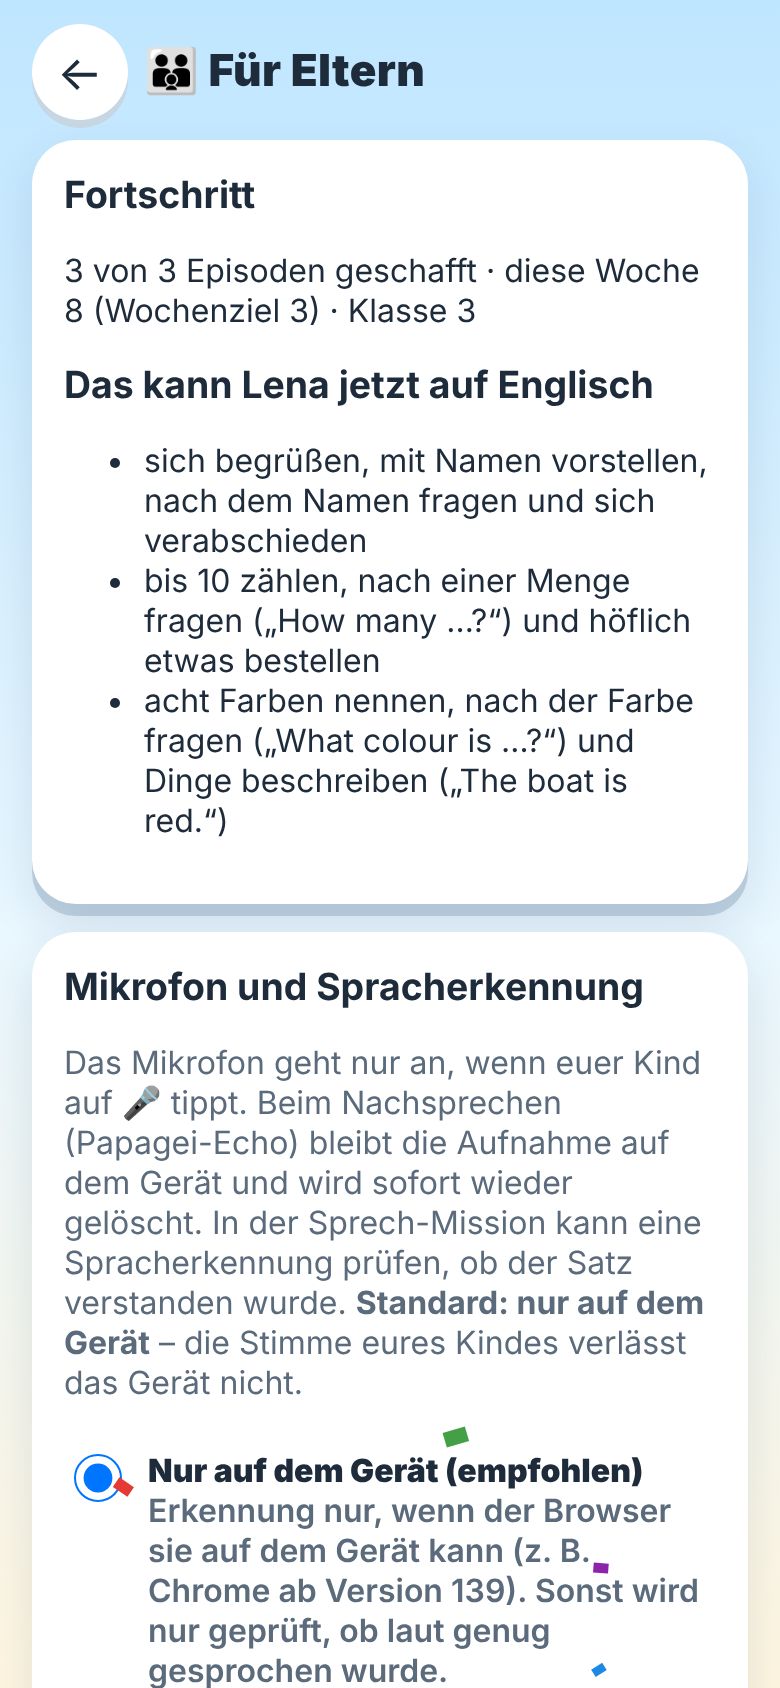 Für Eltern
Fortschritt
3 von 3 Episoden geschafft · diese Woche
8 (Wochenziel 3) · Klasse 3
Das kann Lena jetzt auf Englisch
• sich begrüßen, mit Namen vorstellen,
nach dem Namen fragen und sich
verabschieden
• bis 10 zählen, nach einer Menge
fragen („How many …?“) und höflich
etwas bestellen
• acht Farben nennen, nach der Farbe
fragen („What colour is …?“) und
Dinge beschreiben („The boat is
red.“)
Mikrofon und Spracherkennung
Das Mikrofon geht nur an, wenn euer Kind
auf 🎤 tippt. Beim Nachsprechen
(Papagei-Echo) bleibt die Aufnahme auf
dem Gerät und wird sofort wieder
gelöscht. In der Sprech-Mission kann eine
Spracherkennung prüfen, ob der Satz
verstanden wurde. Standard: nur auf dem
Gerät – die Stimme eures Kindes verlässt
das Gerät nicht.
Nur auf dem Gerät (empfohlen)
Erkennung nur, wenn der Browser
sie auf dem Gerät kann (z. B.
Chrome ab Version 139). Sonst wird
nur geprüft, ob laut genug
gesprochen wurde.